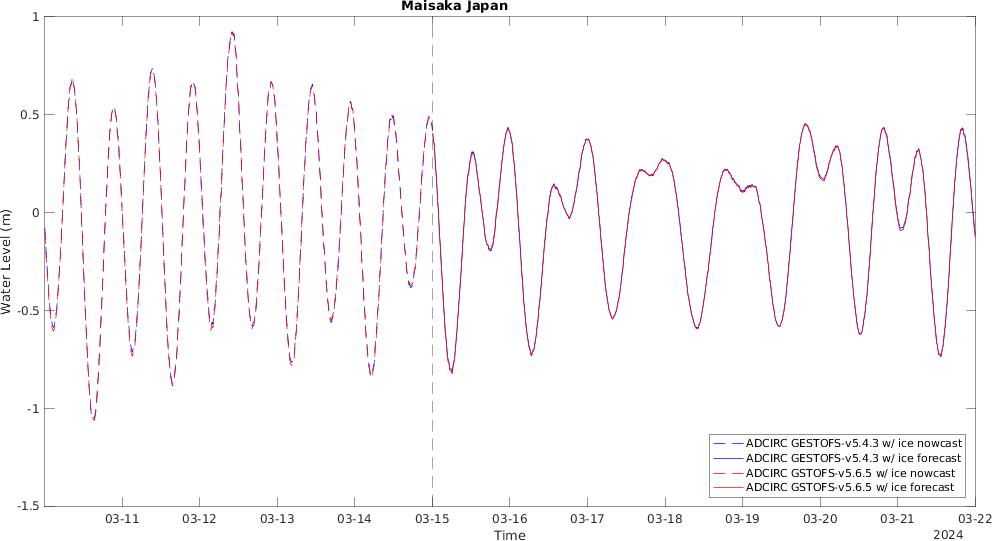 Maisaka Japan
1
0.5
0
-0.5
-1
-1.5
Water Level (m)
ADCIRC GESTOFS-v5.4.3 w/ ice nowcast
ADCIRC GESTOFS-v5.4.3 w/ ice forecast
ADCIRC GSTOFS-v5.6.5 w/ ice nowcast
ADCIRC GSTOFS-v5.6.5 w/ ice forecast
03-11 03-12 03-13 03-14 03-15 03-16 03-17 03-18 03-19 03-20 03-21 03-22
Time
2024